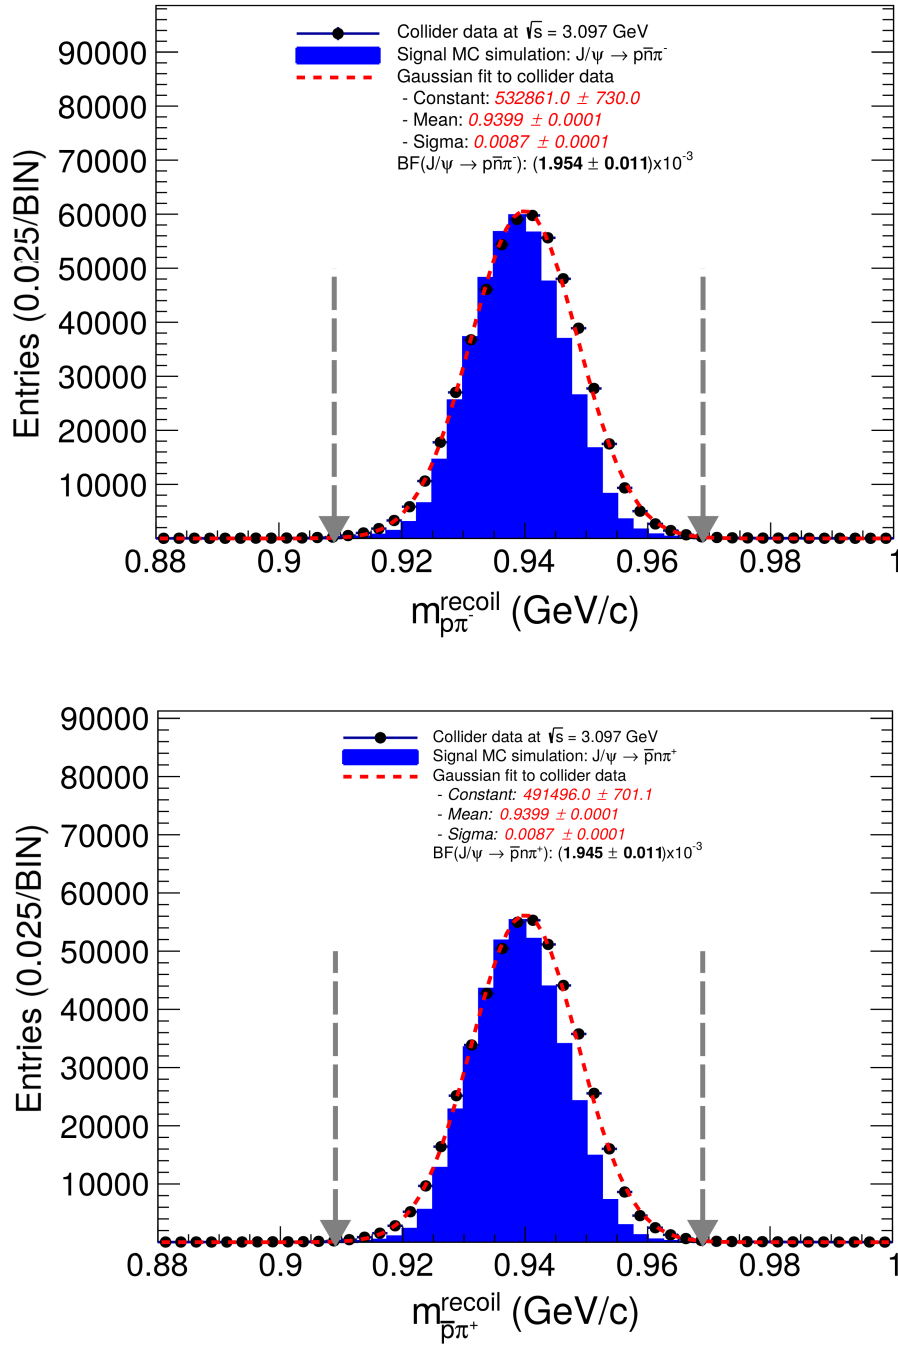 Collider data at √s = 3.097 GeV
Signal MC simulation: J/ψ → pn̅π⁻
Gaussian fit to collider data
- Constant: 532861.0 ± 730.0
- Mean: 0.9399 ± 0.0001
- Sigma: 0.0087 ± 0.0001
BF(J/ψ → pn̅π⁻): (1.954 ± 0.011)x10⁻³
Entries (0.025/BIN)
90000
80000
70000
60000
50000
40000
30000
20000
10000
0.88 0.9 0.92 0.94 0.96 0.98 1
m_{pπ⁻}^{recoil} (GeV/c)
Collider data at √s = 3.097 GeV
Signal MC simulation: J/ψ → p̅nπ⁺
Gaussian fit to collider data
- Constant: 491496.0 ± 701.1
- Mean: 0.9399 ± 0.0001
- Sigma: 0.0087 ± 0.0001
BF(J/ψ → p̅nπ⁺): (1.945 ± 0.011)x10⁻³
Entries (0.025/BIN)
90000
80000
70000
60000
50000
40000
30000
20000
10000
0.88 0.9 0.92 0.94 0.96 0.98 1
m_{p̅π⁺}^{recoil} (GeV/c)